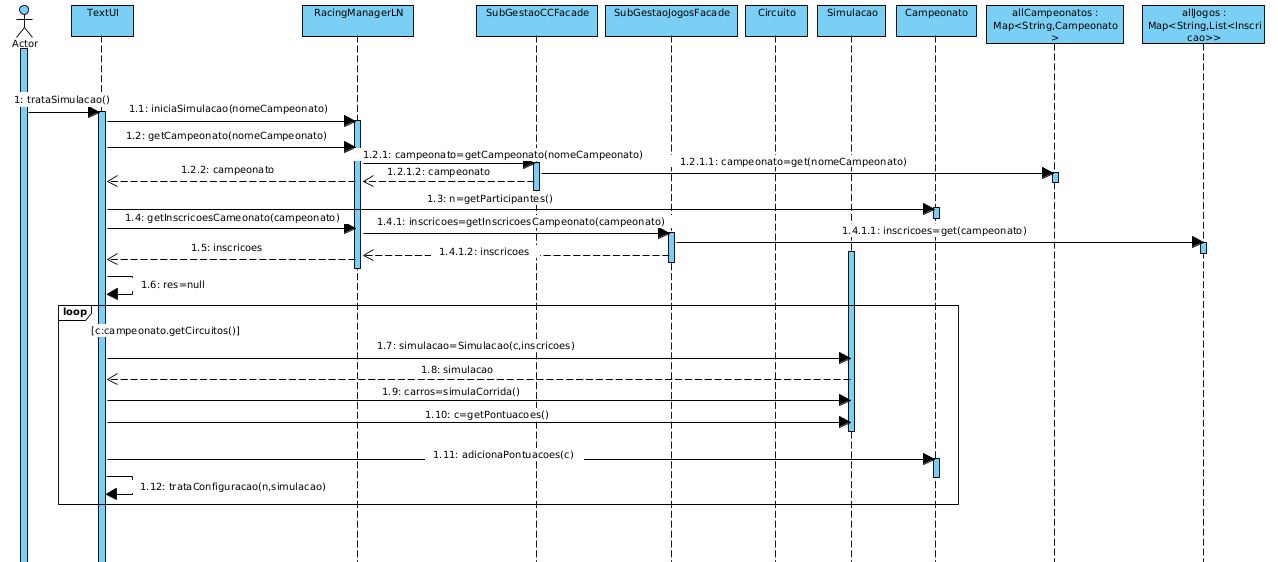 TextUI
RacingManagerLN
SubGestaoCCFacade
SubGestaoJogosFacade
Circuito
Simulacao
Campeonato
allCampeonatos :
Map<String,Campeonato
>
allJogos :
Map<String,List<Inscri
cao>>
Actor
1: trataSimulacao()
1.1: iniciaSimulacao(nomeCampeonato)
1.2: getCampeonato(nomeCampeonato)
1.2.1: campeonato=getCampeonato(nomeCampeonato)
1.2.1.1: campeonato=get(nomeCampeonato)
1.2.2: campeonato
1.2.1.2: campeonato
1.3: n=getParticipantes()
1.4: getInscricoesCameonato(campeonato)
1.4.1: inscricoes=getInscricoesCampeonato(campeonato)
1.4.1.1: inscricoes=get(campeonato)
1.5: inscricoes
1.4.1.2: inscricoes
1.6: res=null
loop
[c:campeonato.getCircuitos()]
1.7: simulacao=Simulacao(c,inscricoes)
1.8: simulacao
1.9: carros=simulaCorrida()
1.10: c=getPontuacoes()
1.11: adicionaPontuacoes(c)
1.12: trataConfiguracao(n,simulacao)